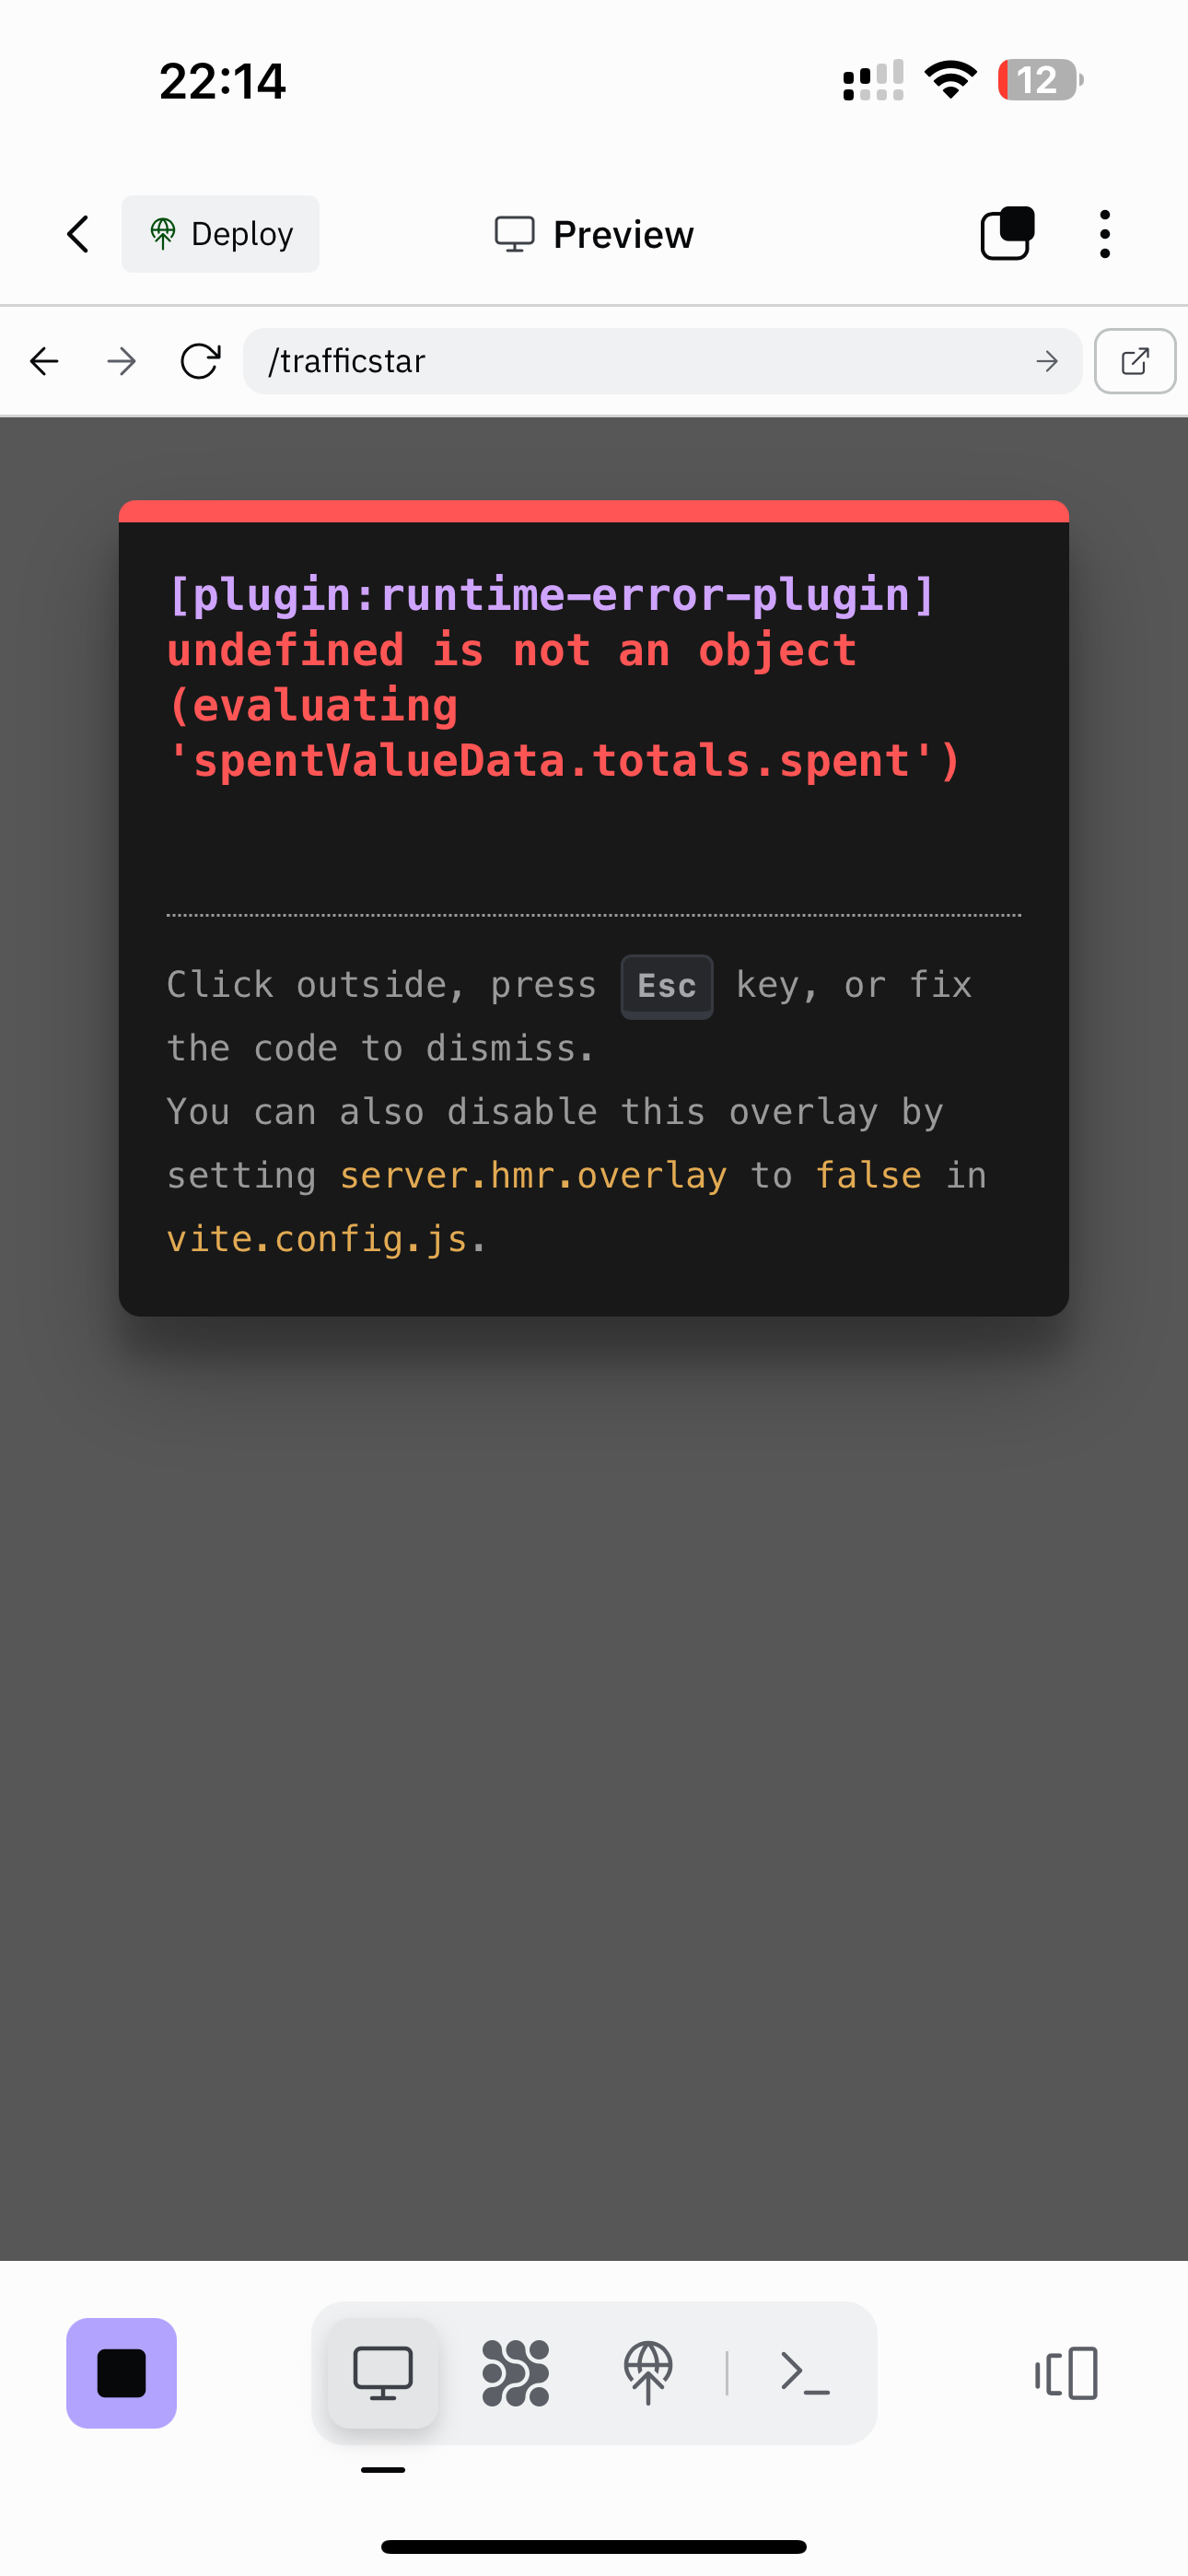 22:14
12
Deploy
Preview
/trafficstar
[plugin:runtime-error-plugin]
undefined is not an object
(evaluating
'spentValueData.totals.spent')
Click outside, press Esc key, or fix
the code to dismiss.
You can also disable this overlay by
setting server.hmr.overlay to false in
vite.config.js.